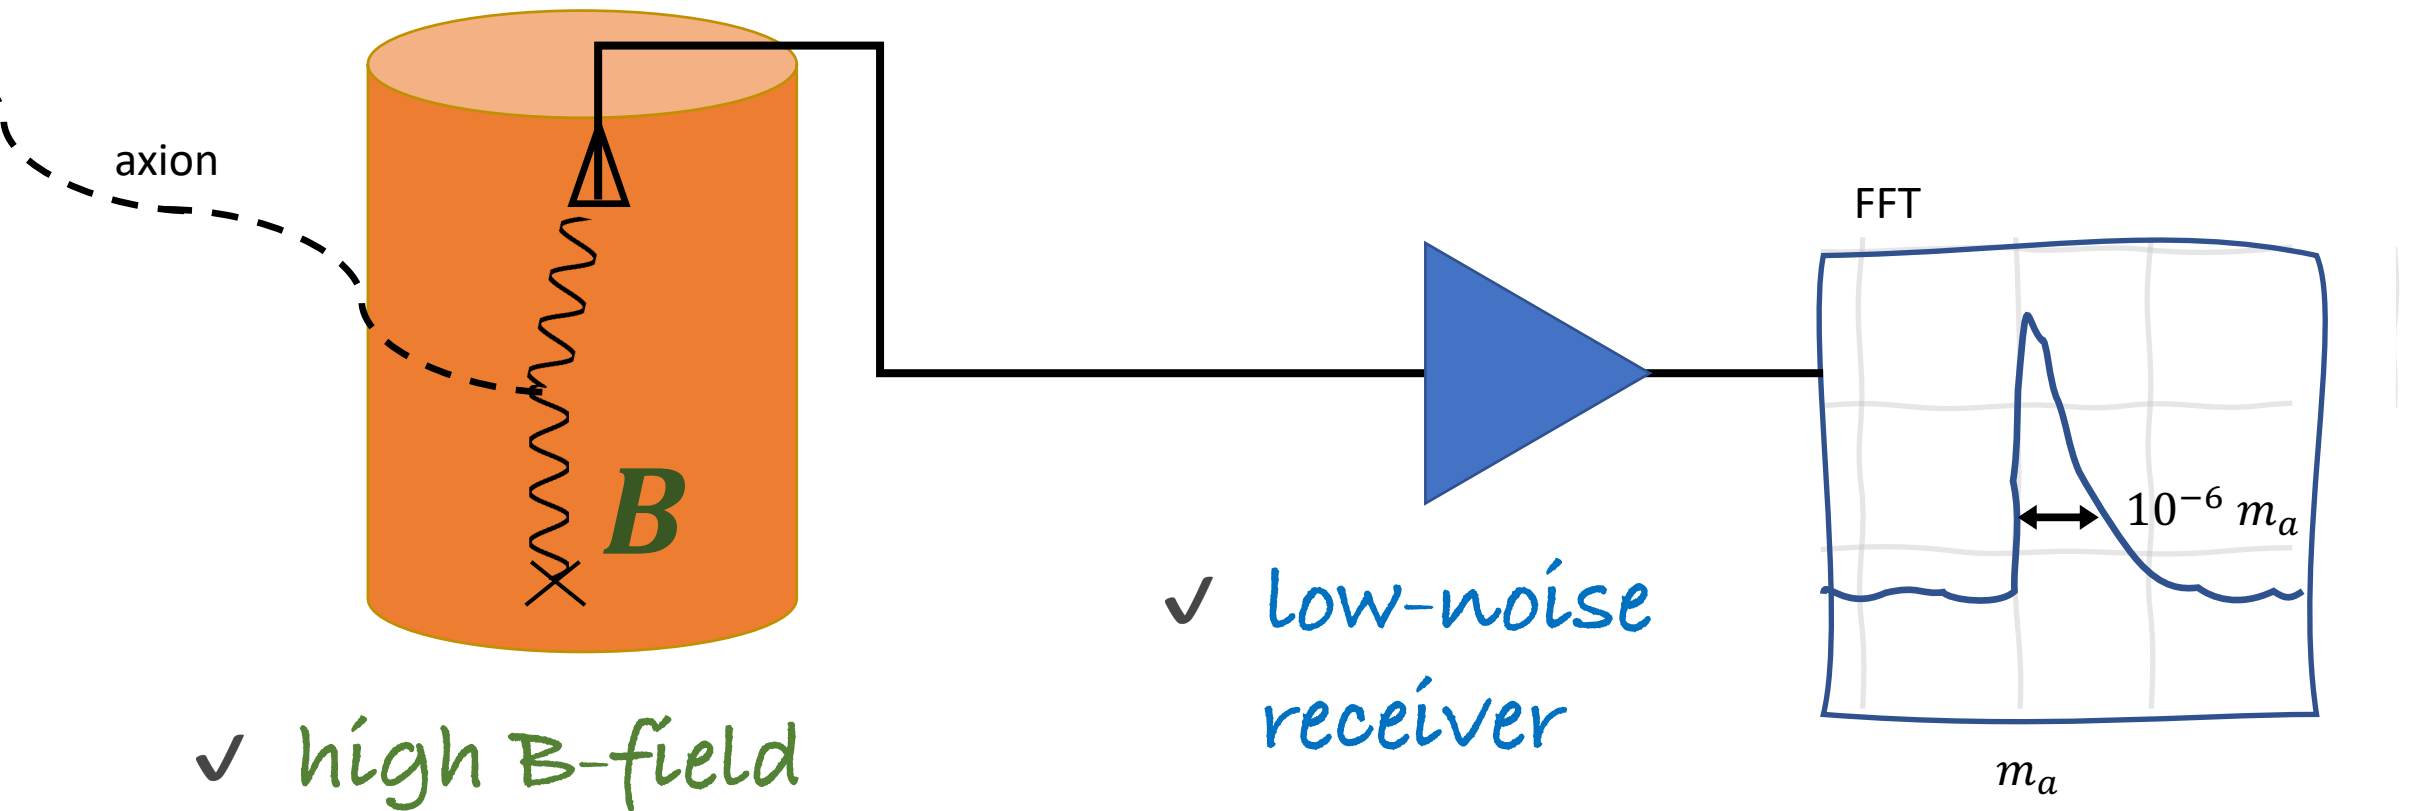 axion
B
✓ high B-field
✓ low-noise
receiver
FFT
10⁻⁶ mₐ
mₐ